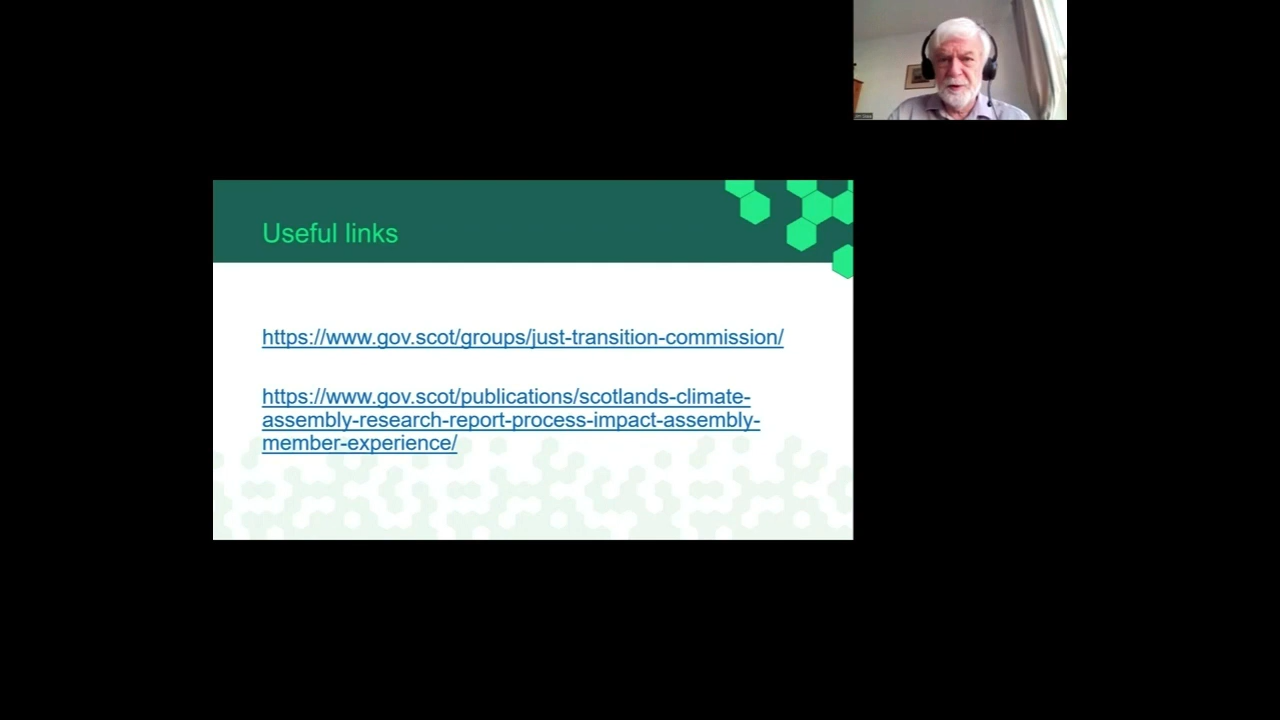 Useful links
https://www.gov.scot/groups/just-transition-commission/
https://www.gov.scot/publications/scotlands-climate-
assembly-research-report-process-impact-assembly-
member-experience/